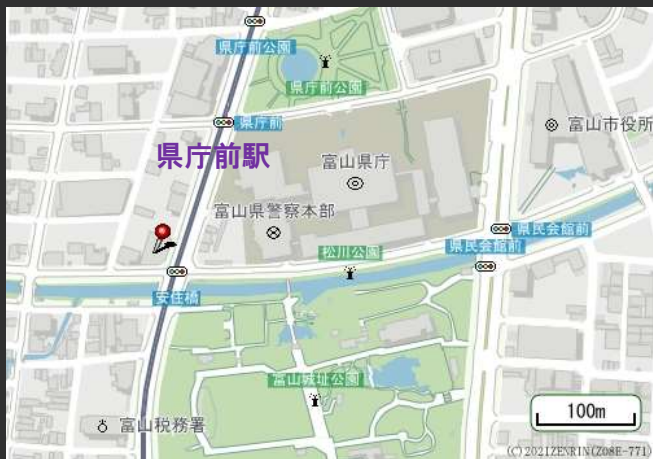 県庁前公園
県庁前公園
県庁前
富山市役所
県庁前駅
富山県庁
富山県警察本部
県民会館前
松川公園
県民会館前
安住橋
富山城址公園
100m
富山税務署
(C) 2021ZENRIN(Z08E-771)